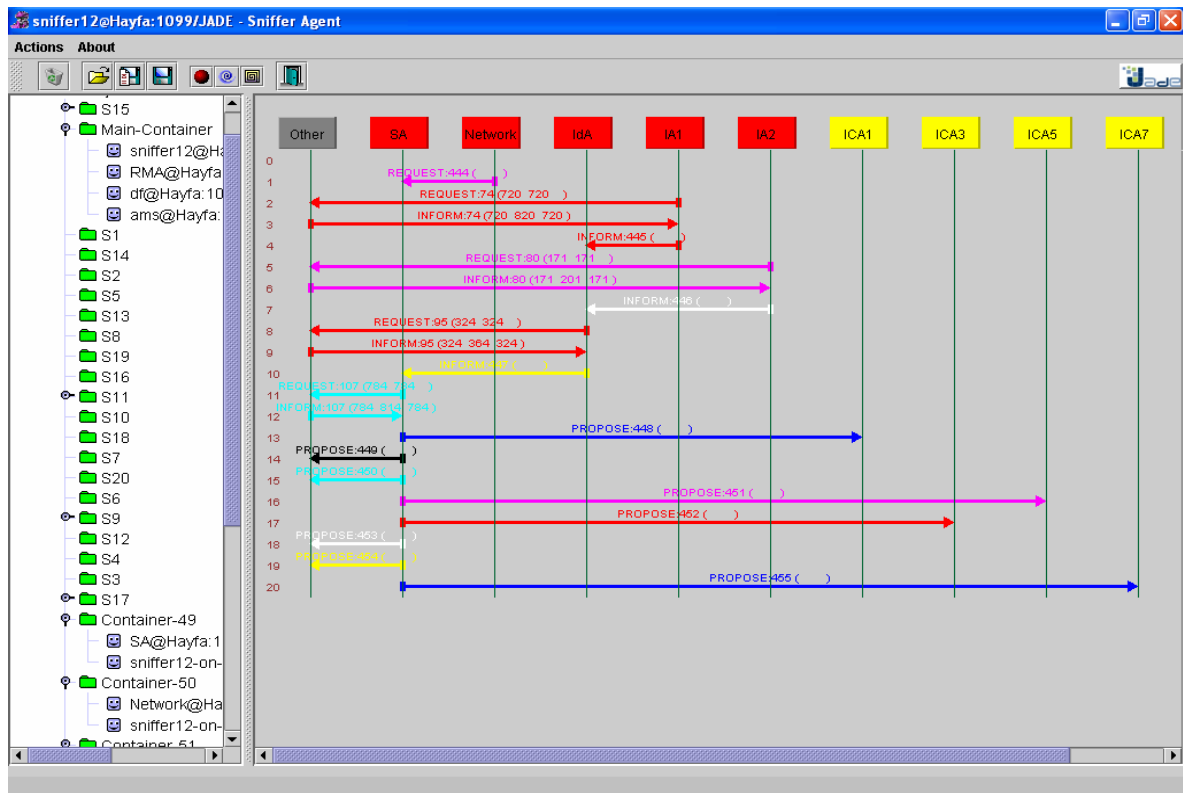 sniffer12@Hayfa:1099/JADE - Sniffer Agent
Actions About
Jade
S15
Main-Container
sniffer12@Ha
RMA@Hayfa
df@Hayfa:10
ams@Hayfa:
S1
S14
S2
S5
S13
S8
S19
S16
S11
S10
S18
S7
S20
S6
S9
S12
S4
S3
S17
Container-49
SA@Hayfa:1
sniffer12-on-
Container-50
Network@Ha
sniffer12-on-
Container-51
Other SA Network IdA IA1 IA2 ICA1 ICA3 ICA5 ICA7
0
REQUEST:444 ( )
1
REQUEST:74 (720 720 )
2
INFORM:74 (720 820 720 )
3
INFORM:445 ( )
4
REQUEST:80 (171 171 )
5
INFORM:80 (171 201 171 )
6
INFORM:446 ( )
7
REQUEST:95 (324 324 )
8
INFORM:95 (324 364 324 )
9
INFORM:447 ( )
10
REQUEST:107 (784 784 )
11
INFORM:107 (784 814 784 )
12
PROPOSE:448 ( )
13
PROPOSE:449 ( )
14
PROPOSE:450 ( )
15
PROPOSE:451 ( )
16
PROPOSE:452 ( )
17
PROPOSE:453 ( )
18
PROPOSE:454 ( )
19
PROPOSE:455 ( )
20